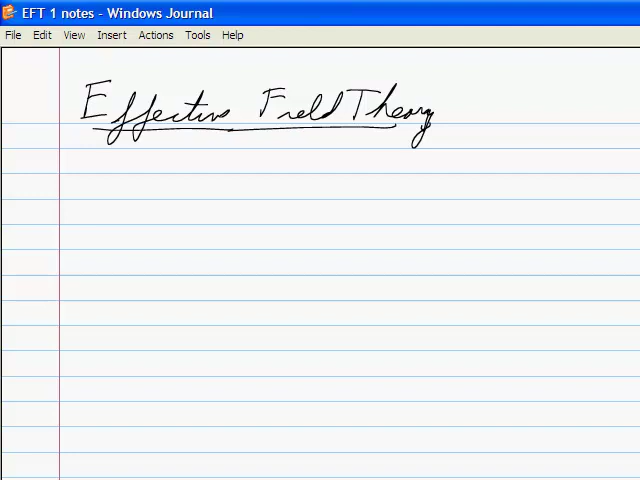 EFT 1 notes - Windows Journal
File Edit View Insert Actions Tools Help
Effective Field Theory